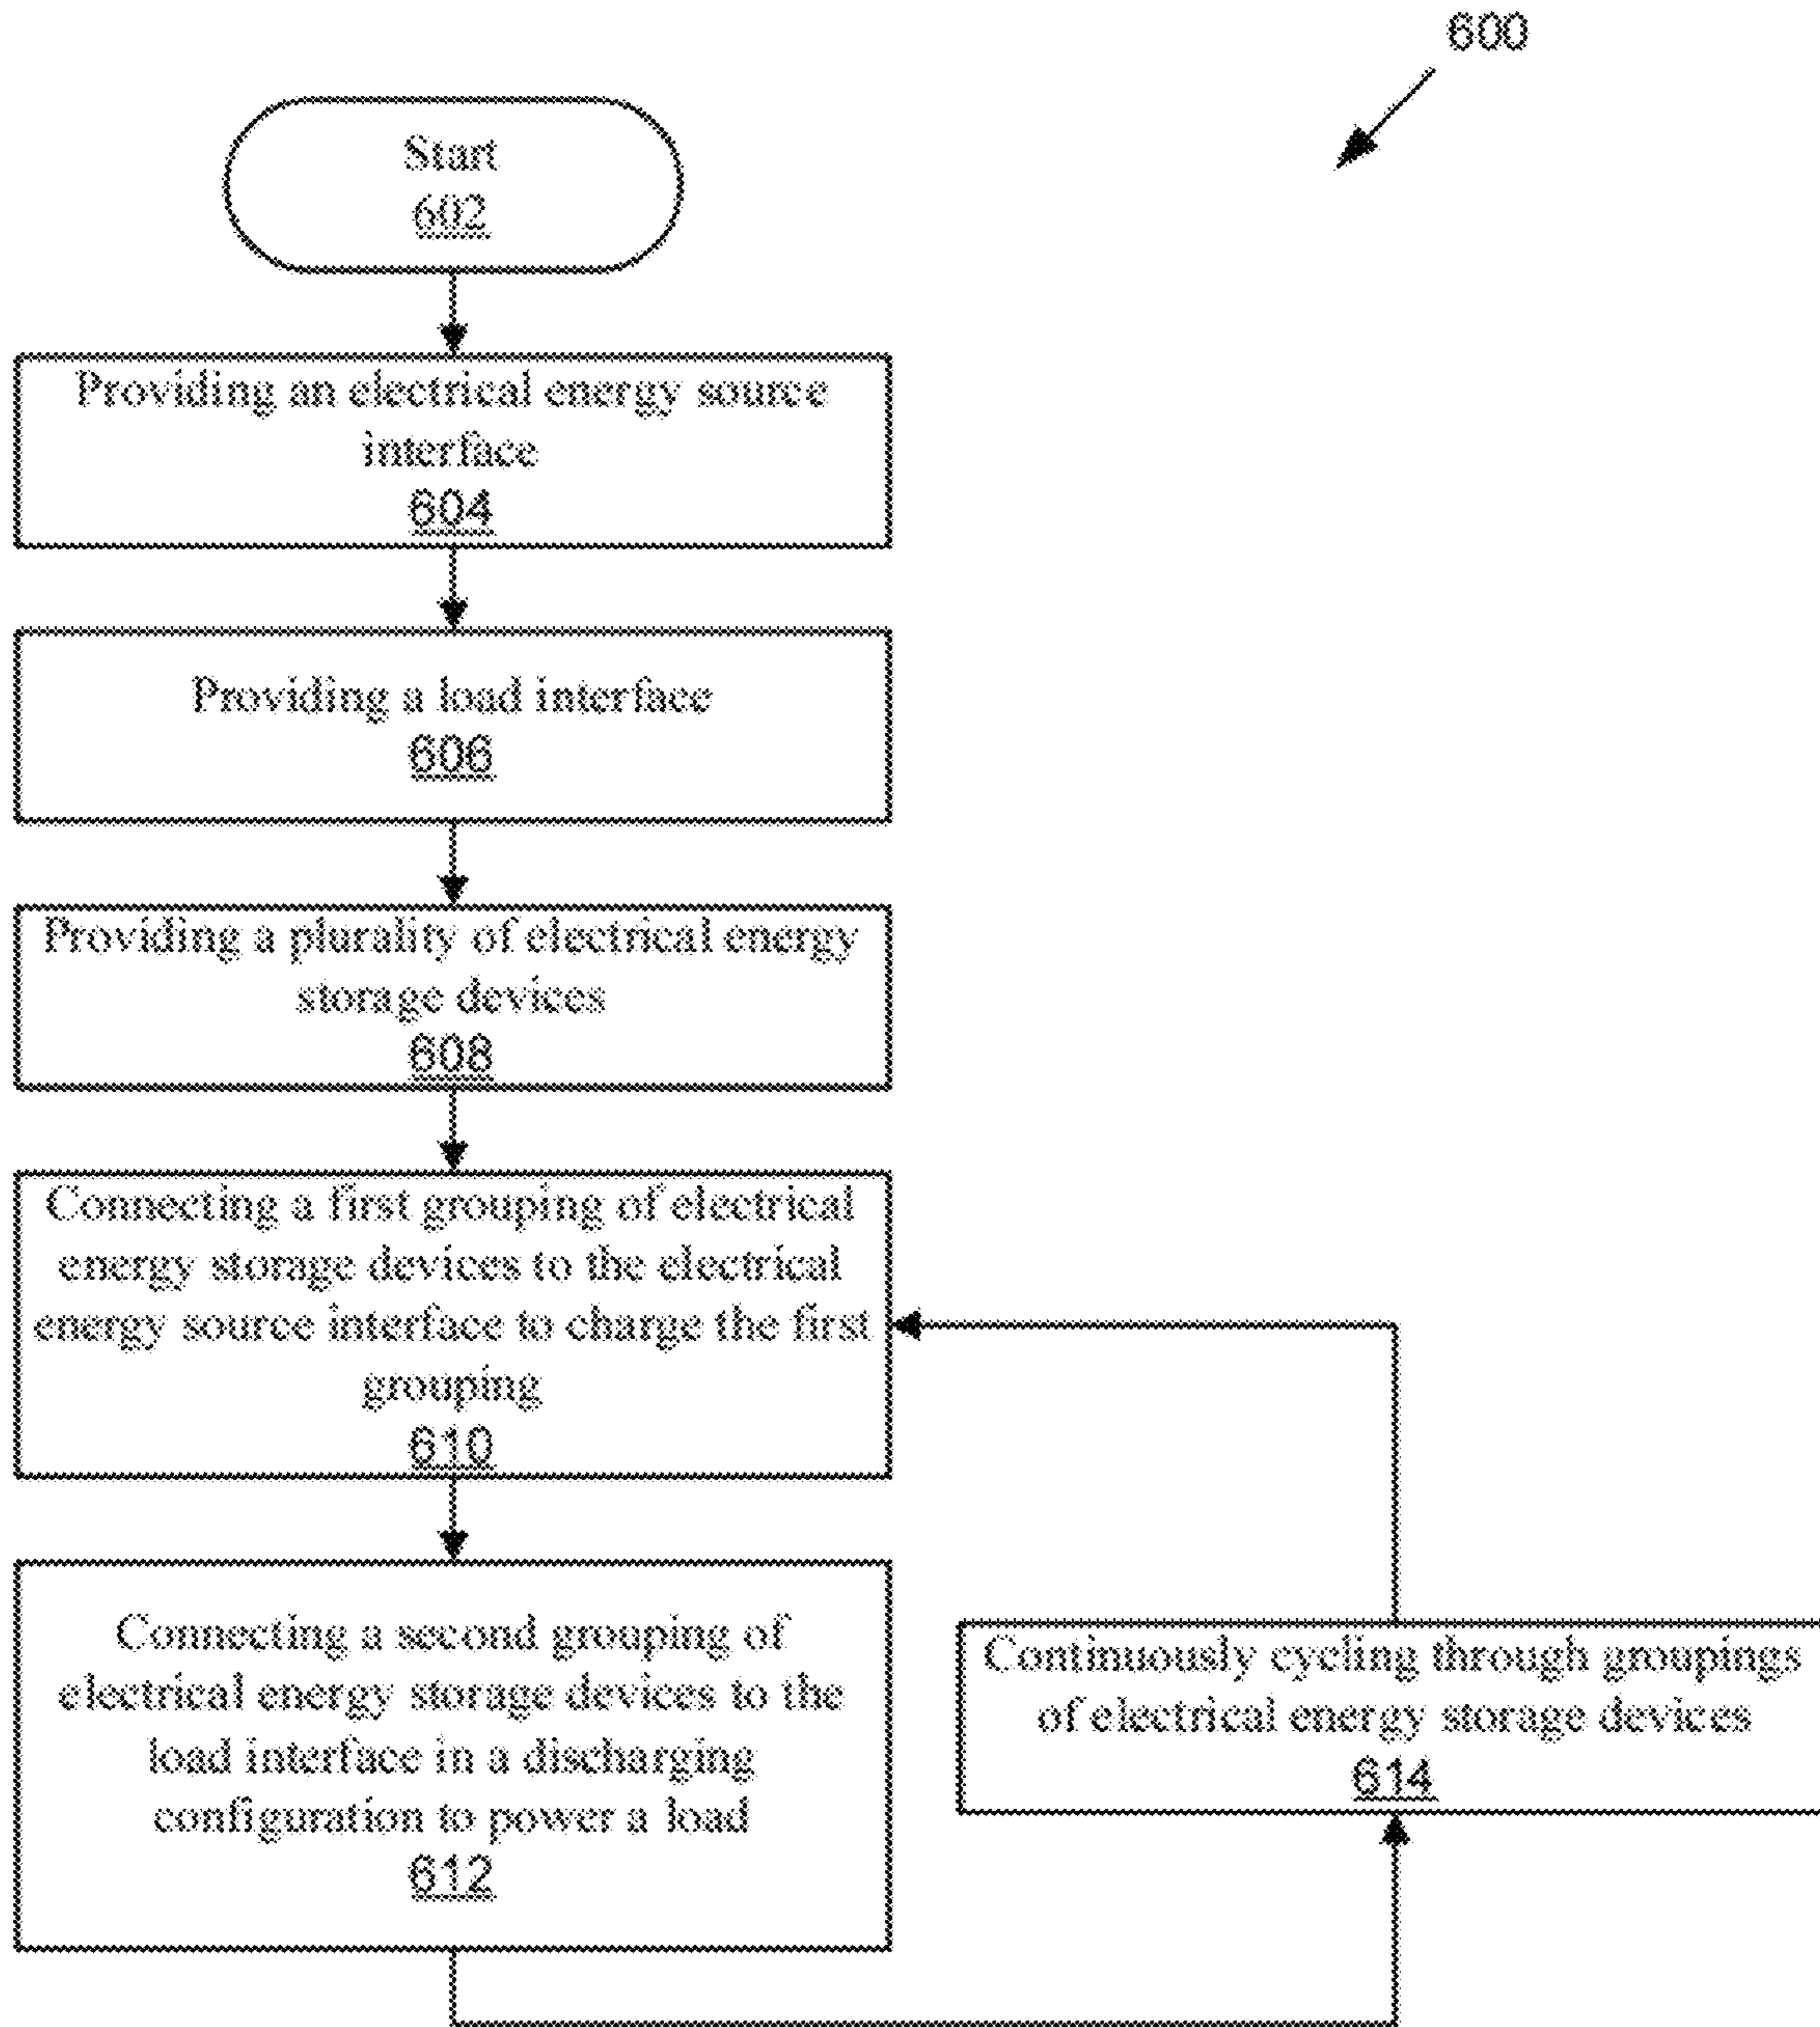 600
Start
602
Providing an electrical energy source
interface
604
Providing a load interface
606
Providing a plurality of electrical energy
storage devices
608
Connecting a first grouping of electrical
energy storage devices to the electrical
energy source interface to charge the first
grouping
610
Connecting a second grouping of
electrical energy storage devices to the
load interface in a discharging
configuration to power a load
612
Continuously cycling through groupings
of electrical energy storage devices
614